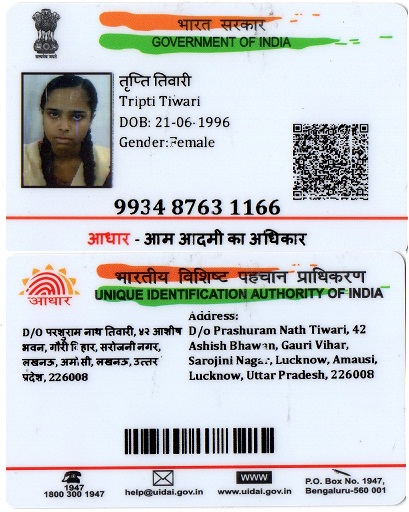 भारत सरकार
GOVERNMENT OF INDIA
तृप्ति तिवारी
Tripti Tiwari
DOB: 21-06-1996
Gender:Female
9934 8763 1166
आधार - आम आदमी का अधिकार
भारतीय विशिष्ट पहचान प्राधिकरण
UNIQUE IDENTIFICATION AUTHORITY OF INDIA
आधार
D/O परशुराम नाथ तिवारी, ४२ आशीष
भवन, गौरी सरोजनी नगर,
लखनऊ, लखनऊ, उत्तर
प्रदेश, 226008
Address:
D/o Prashuram Nath Tiwari, 42
Ashish Bhawan, Gauri Vihar,
Sarojini Nagar, Lucknow, Amausi,
Lucknow, Uttar Pradesh, 226008
1947
1800 300 1947
help@uidai.gov.in
www
www.uidai.gov.in
P.O. Box No. 1947,
Bengaluru-560 001